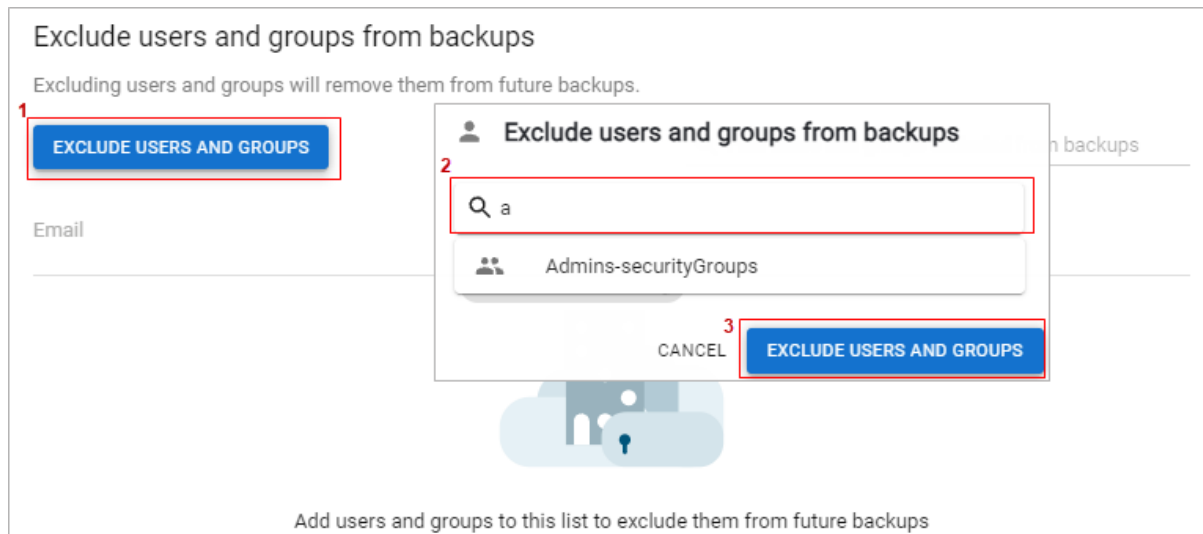 Exclude users and groups from backups
Excluding users and groups will remove them from future backups.
1
EXCLUDE USERS AND GROUPS
Exclude users and groups from backups
backups
2
a
Email
Admins-securityGroups
3
CANCEL
EXCLUDE USERS AND GROUPS
Add users and groups to this list to exclude them from future backups